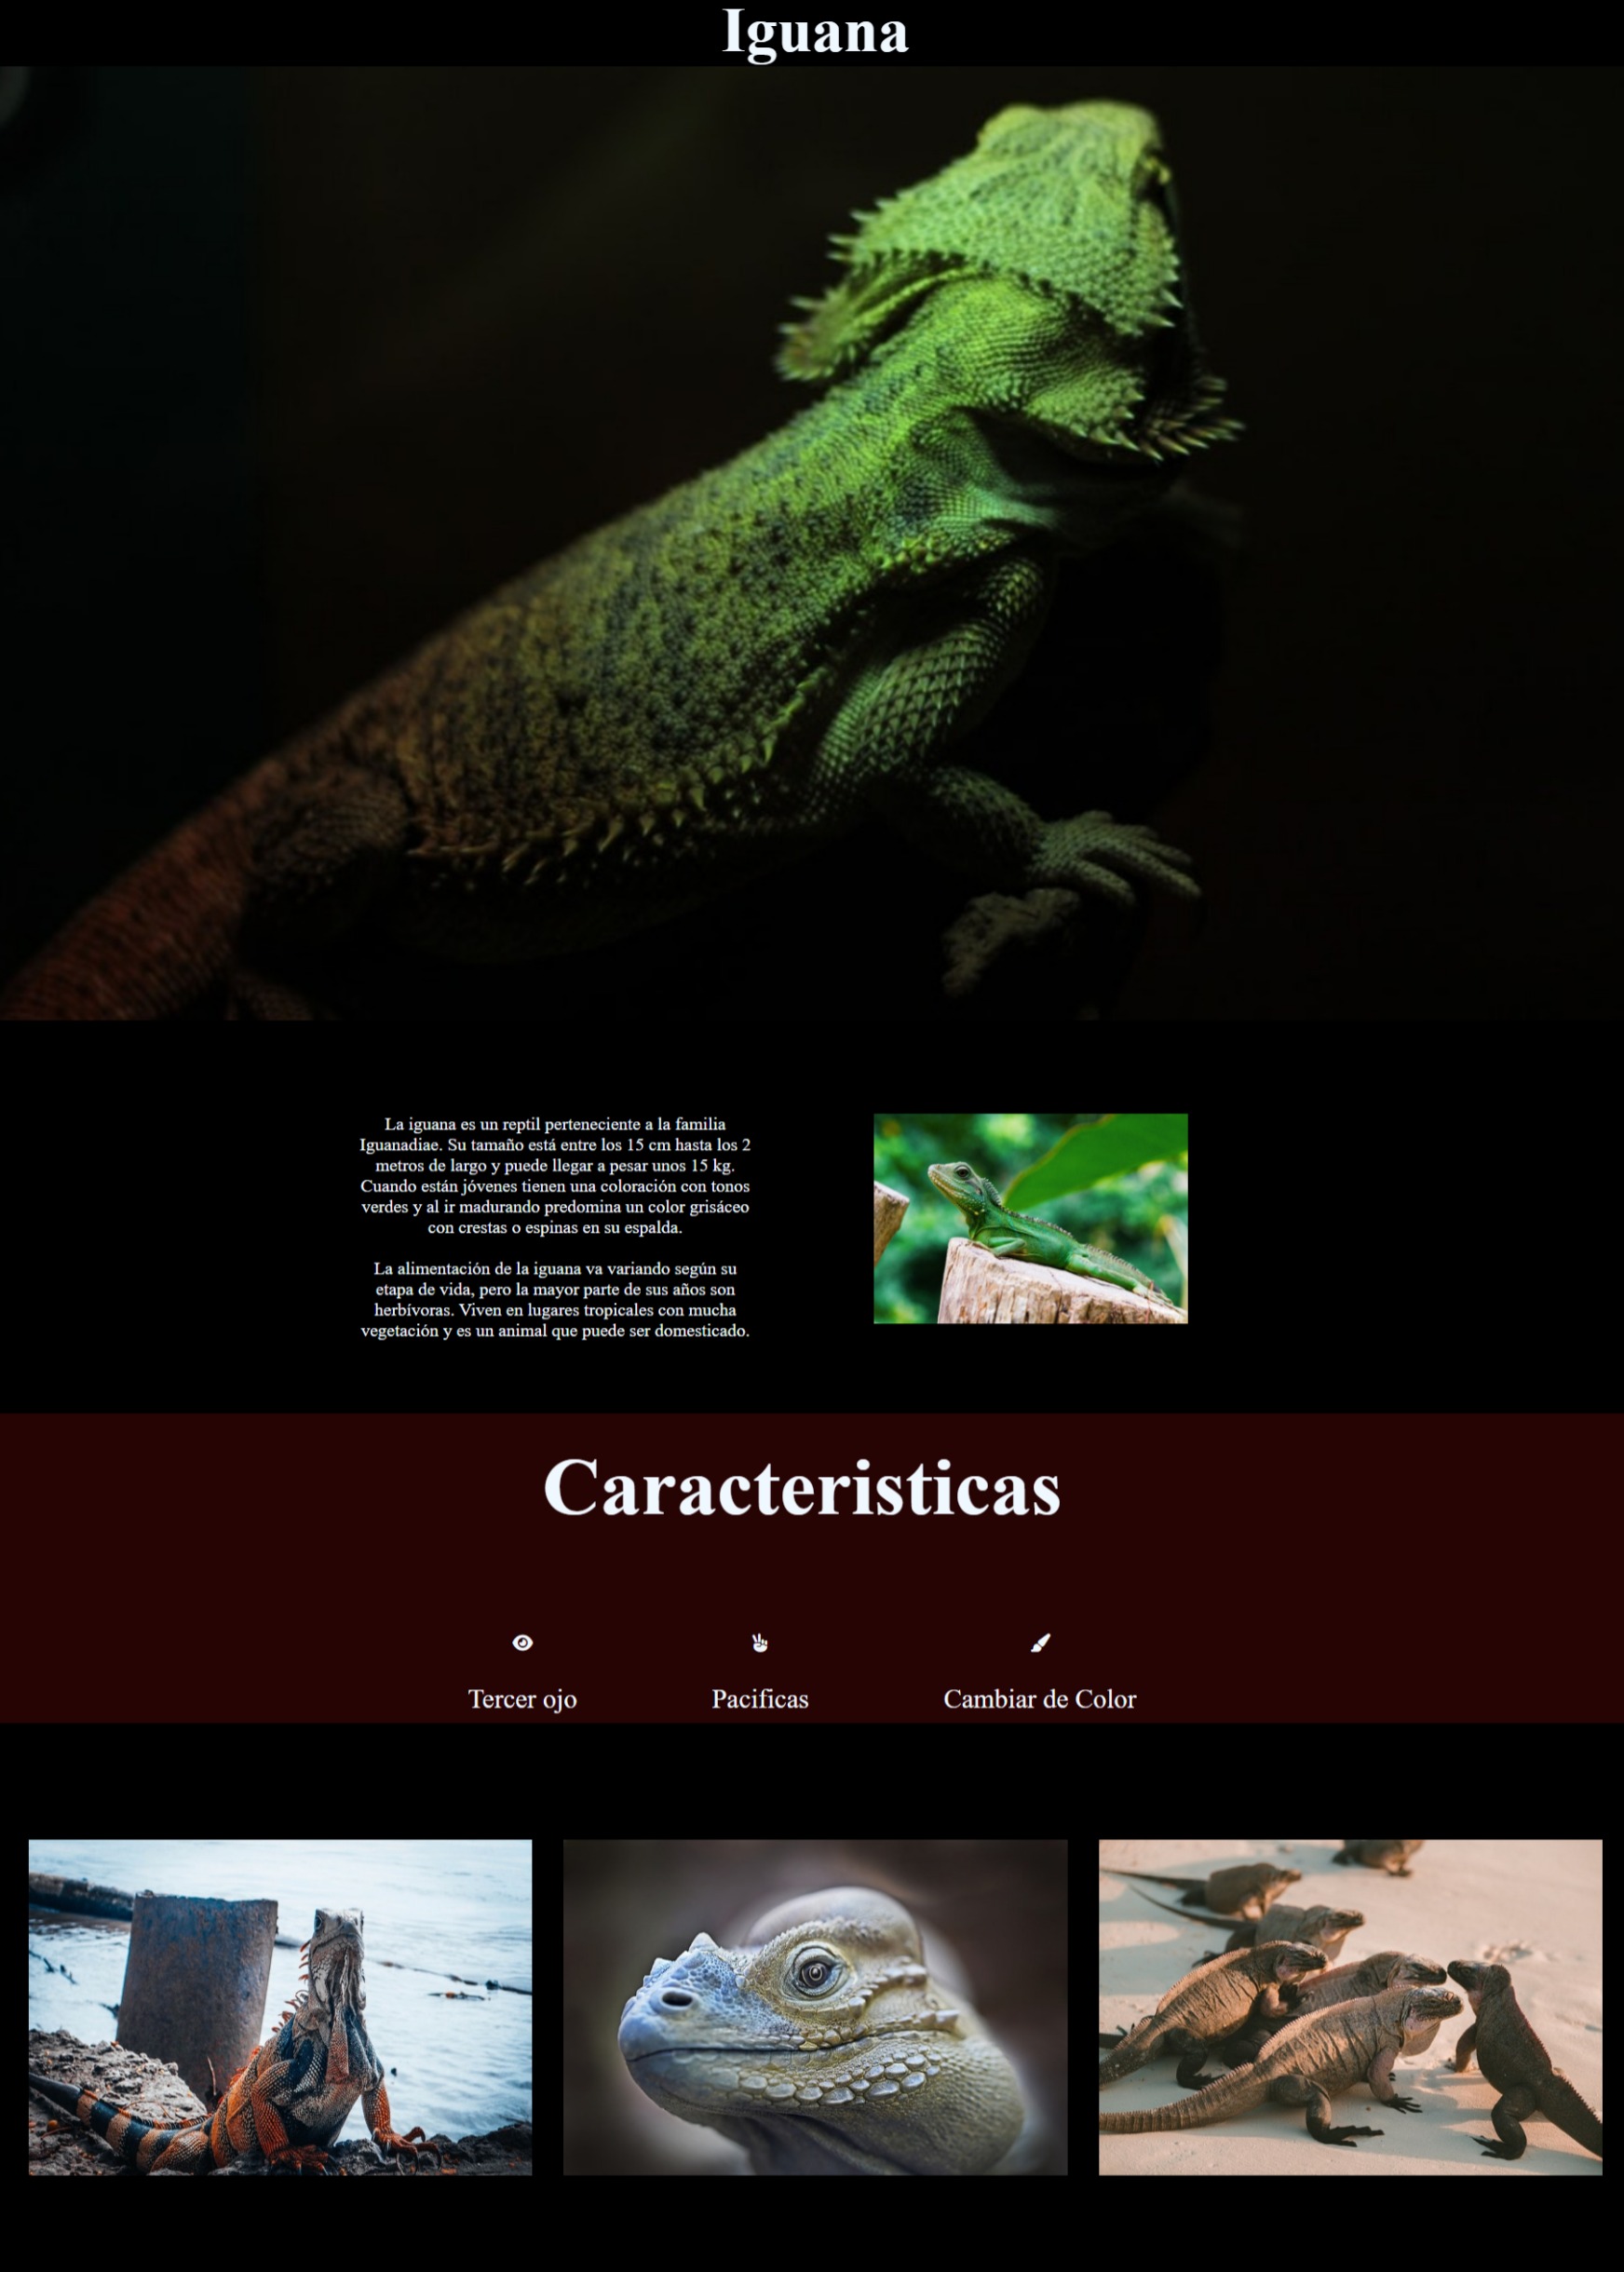 Iguana
La iguana es un reptil perteneciente a la familia
Iguanadiae. Su tamaño está entre los 15 cm hasta los 2
metros de largo y puede llegar a pesar unos 15 kg.
Cuando están jóvenes tienen una coloración con tonos
verdes y al ir madurando predomina un color grisáceo
con crestas o espinas en su espalda.
La alimentación de la iguana va variando según su
etapa de vida, pero la mayor parte de sus años son
herbívoras. Viven en lugares tropicales con mucha
vegetación y es un animal que puede ser domesticado.
Caracteristicas
Tercer ojo
Pacificas
Cambiar de Color